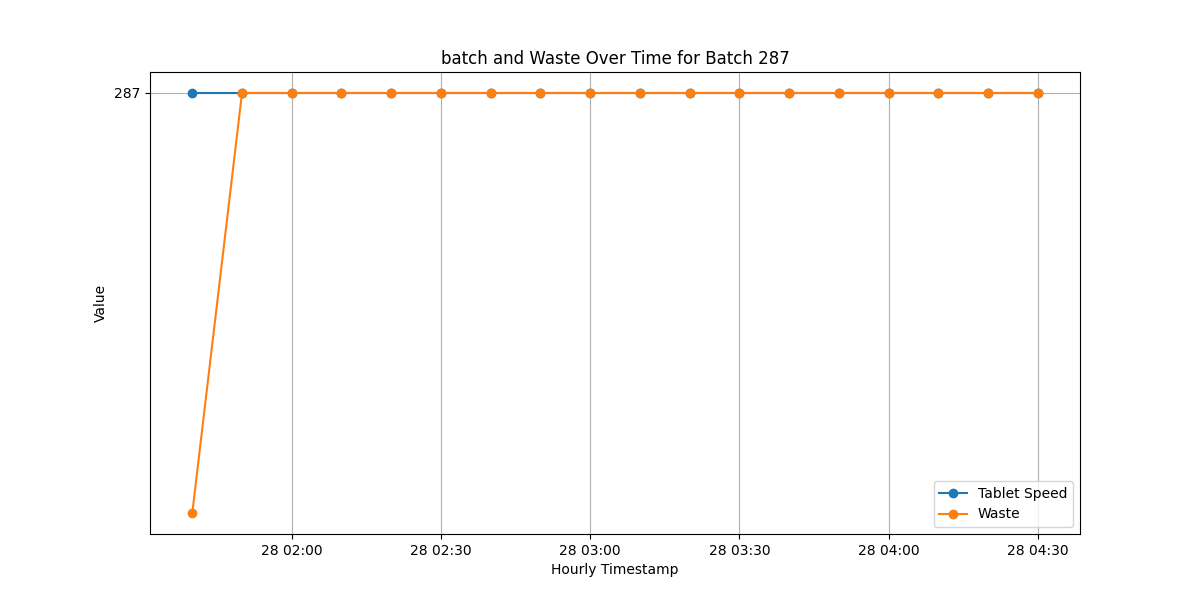 batch and Waste Over Time for Batch 287
287
Value
Tablet Speed
Waste
28 02:00 28 02:30 28 03:00 28 03:30 28 04:00 28 04:30
Hourly Timestamp